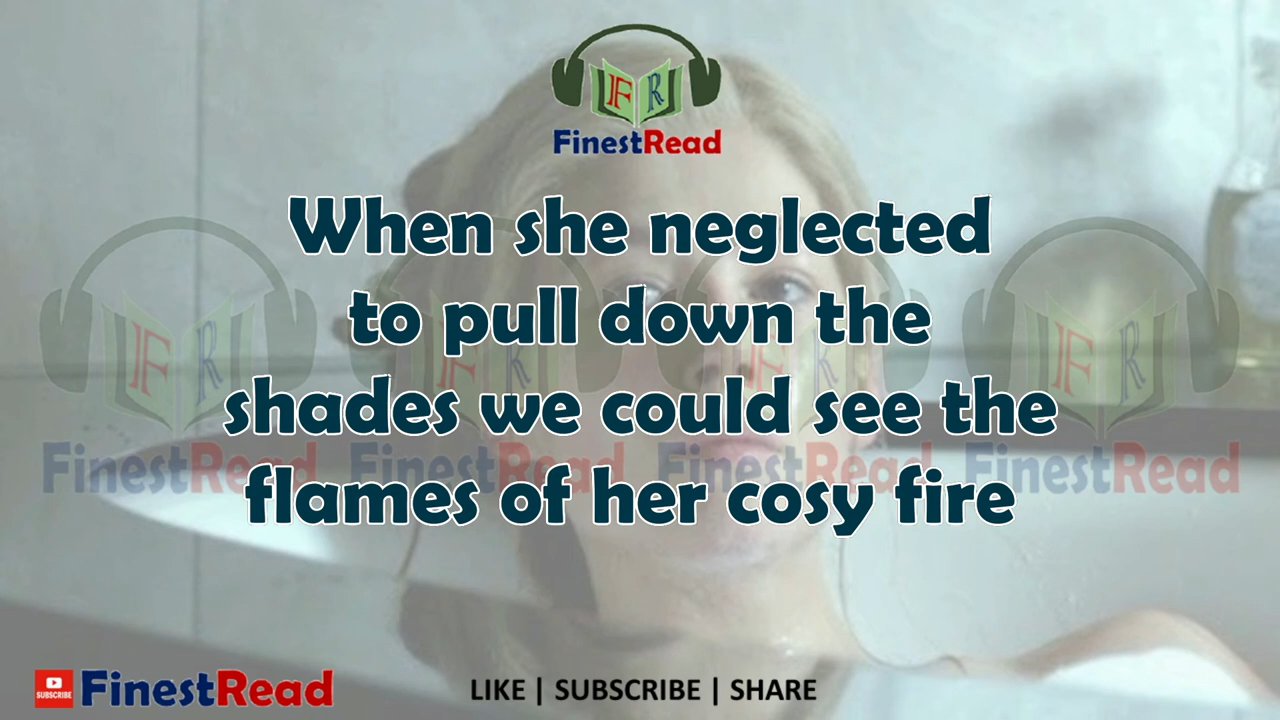 F R
FinestRead
When she neglected
to pull down the
shades we could see the
flames of her cosy fire
F R F R F R F R
FinestRead FinestRead FinestRead FinestRead
SUBSCRIBE FinestRead LIKE | SUBSCRIBE | SHARE